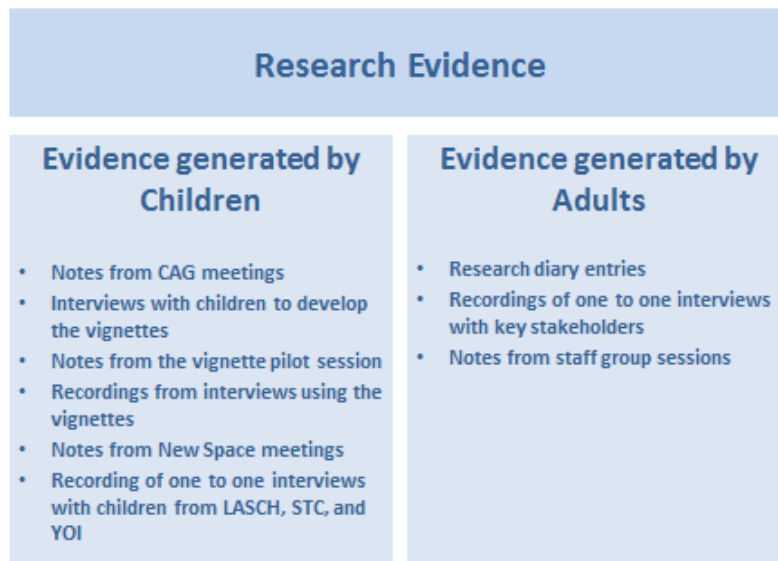 Research Evidence
Evidence generated by
Children
• Notes from CAG meetings
• Interviews with children to develop
the vignettes
• Notes from the vignette pilot session
• Recordings from interviews using the
vignettes
• Notes from New Space meetings
• Recording of one to one interviews
with children from LASCH, STC, and
YOI
Evidence generated by
Adults
• Research diary entries
• Recordings of one to one interviews
with key stakeholders
• Notes from staff group sessions